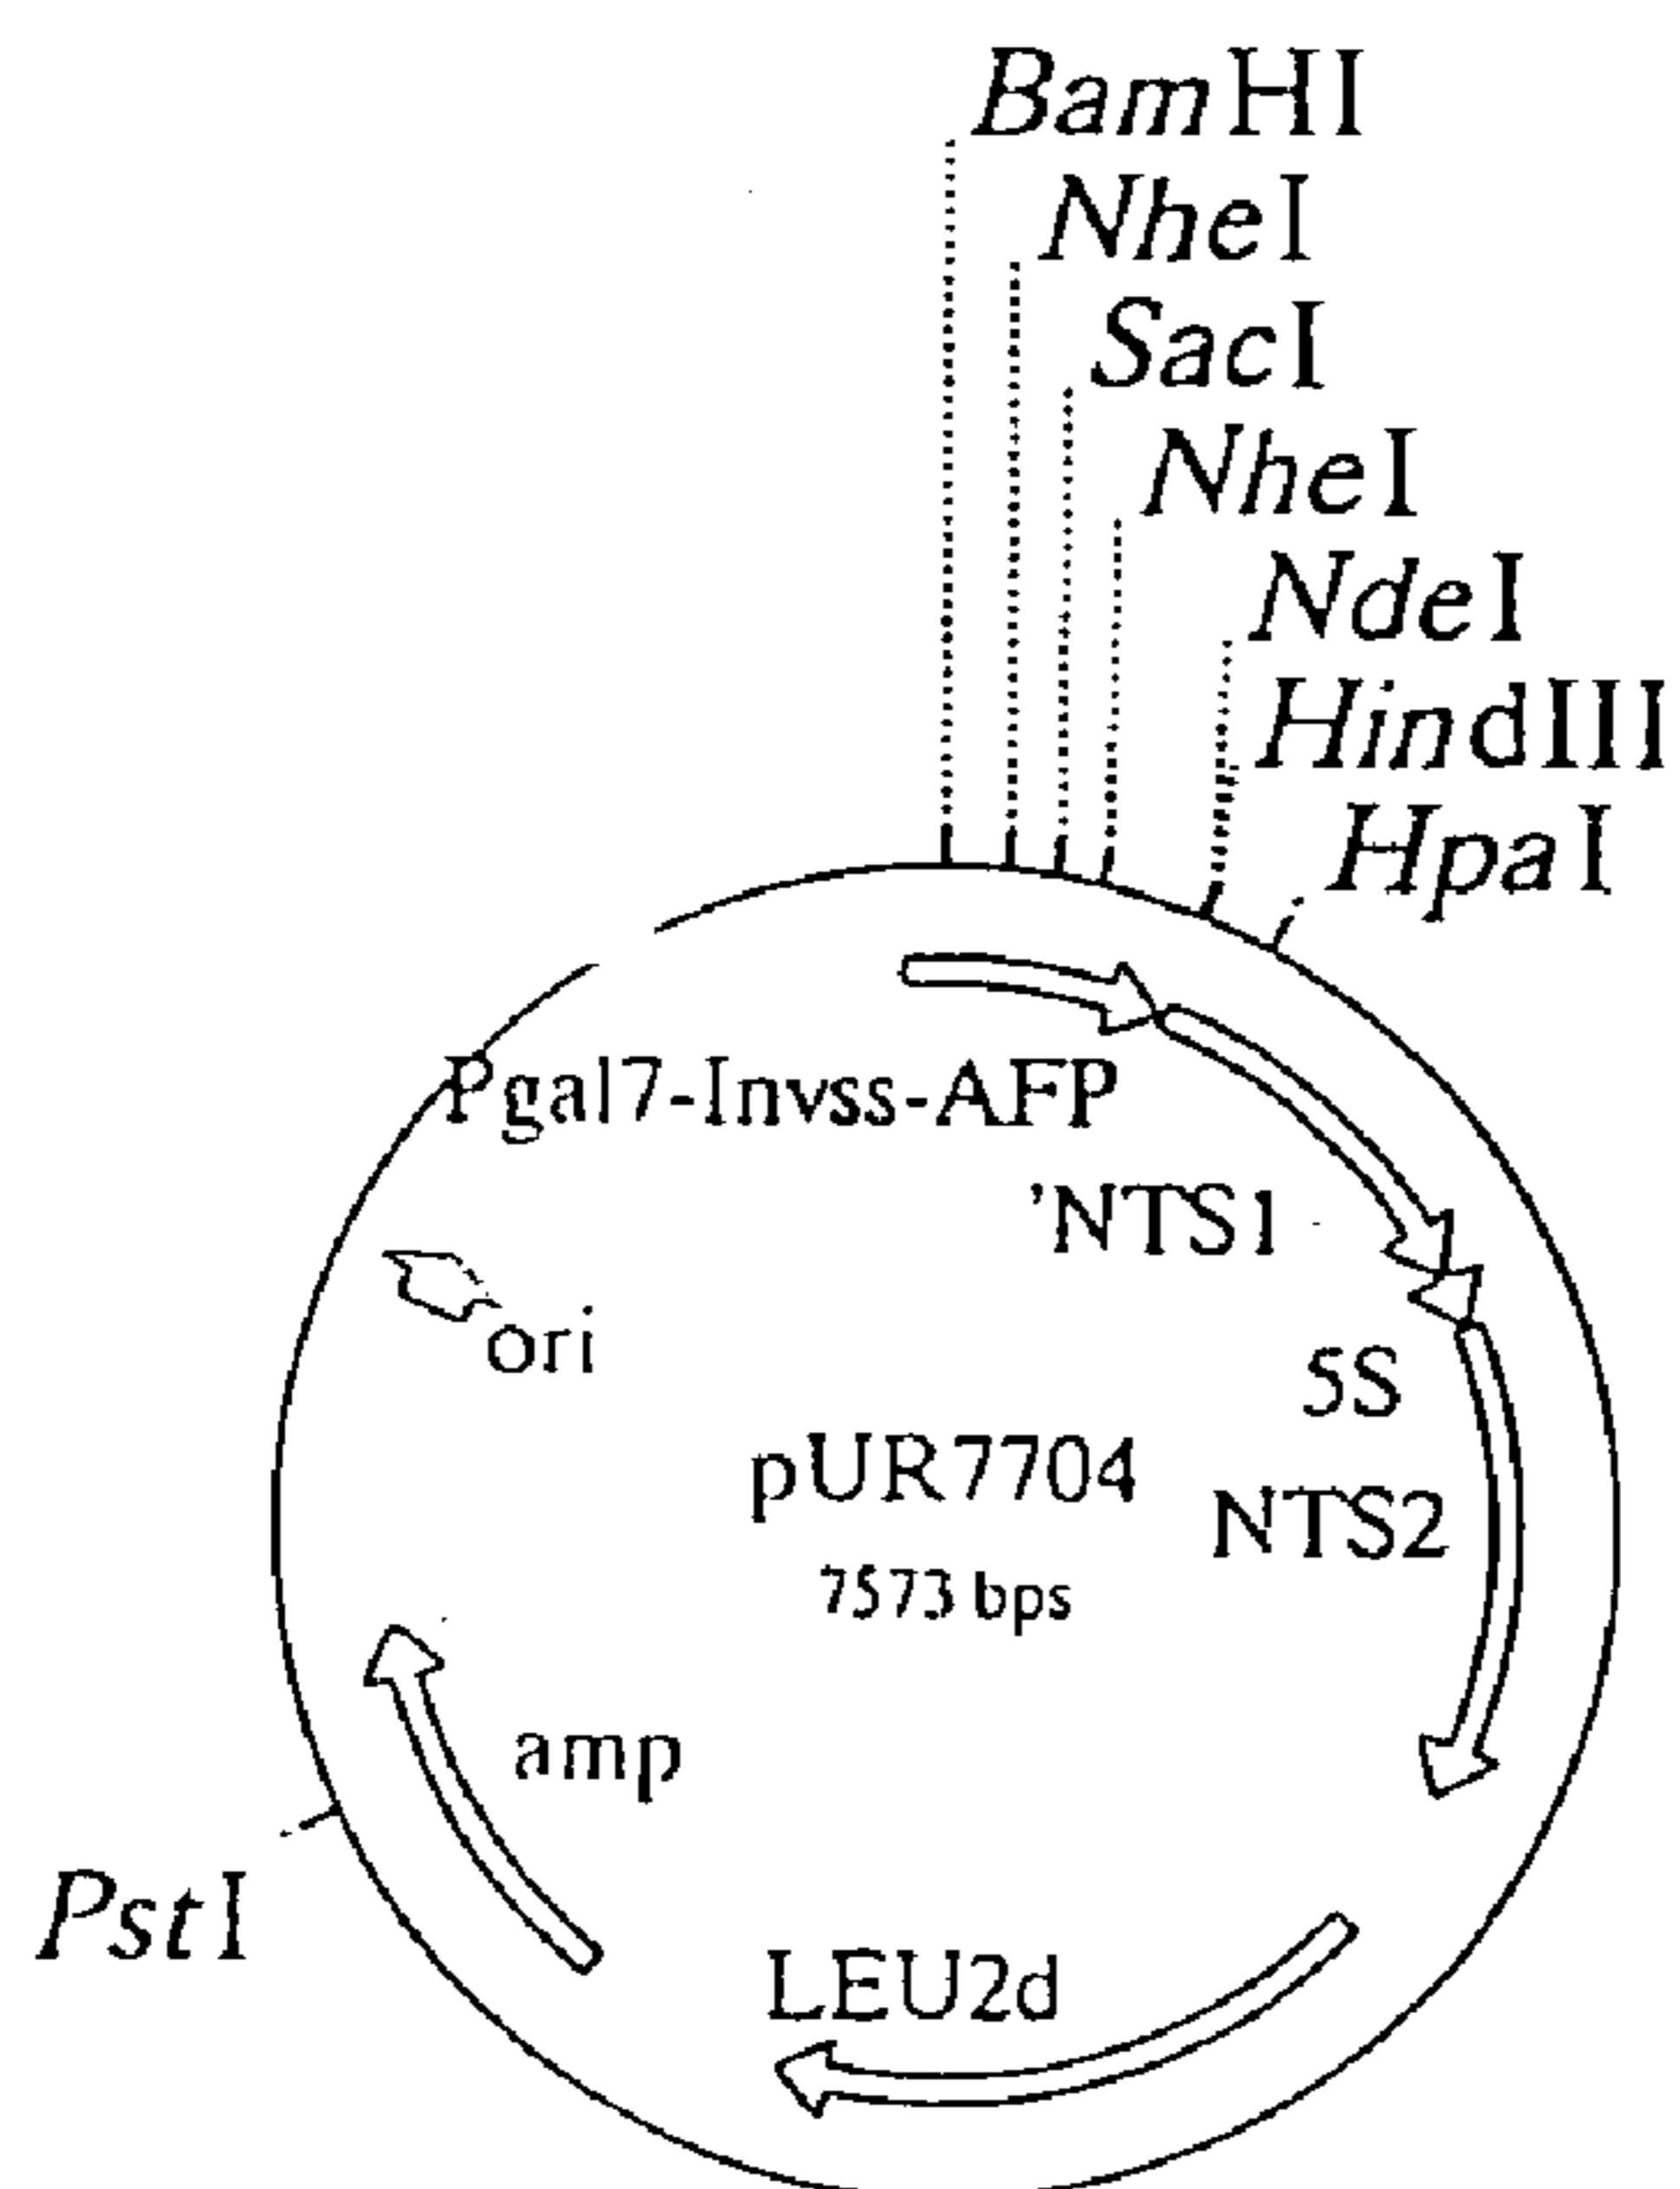 BamHI
NheI
SacI
NheI
NdeI
HindIII
HpaI
Pgal7-Invss-AFP
'NTS1
ori
5S
pUR7704
NTS2
7573 bps
amp
PstI
LEU2d